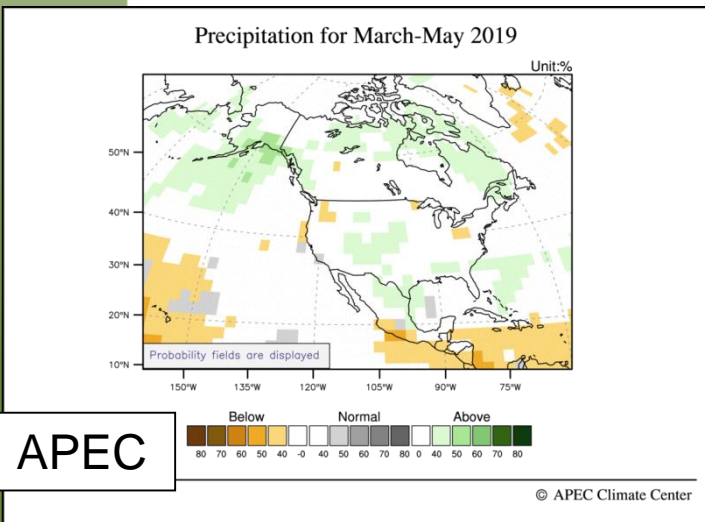 Precipitation for March-May 2019
Unit:%
50°N
40°N
30°N
20°N
10°N
Probability fields are displayed
150°W 135°W 120°W 105°W 90°W 75°W
Below Normal Above
80 70 60 50 40 -0 40 50 60 70 80 0 40 50 60 70 80
APEC
© APEC Climate Center